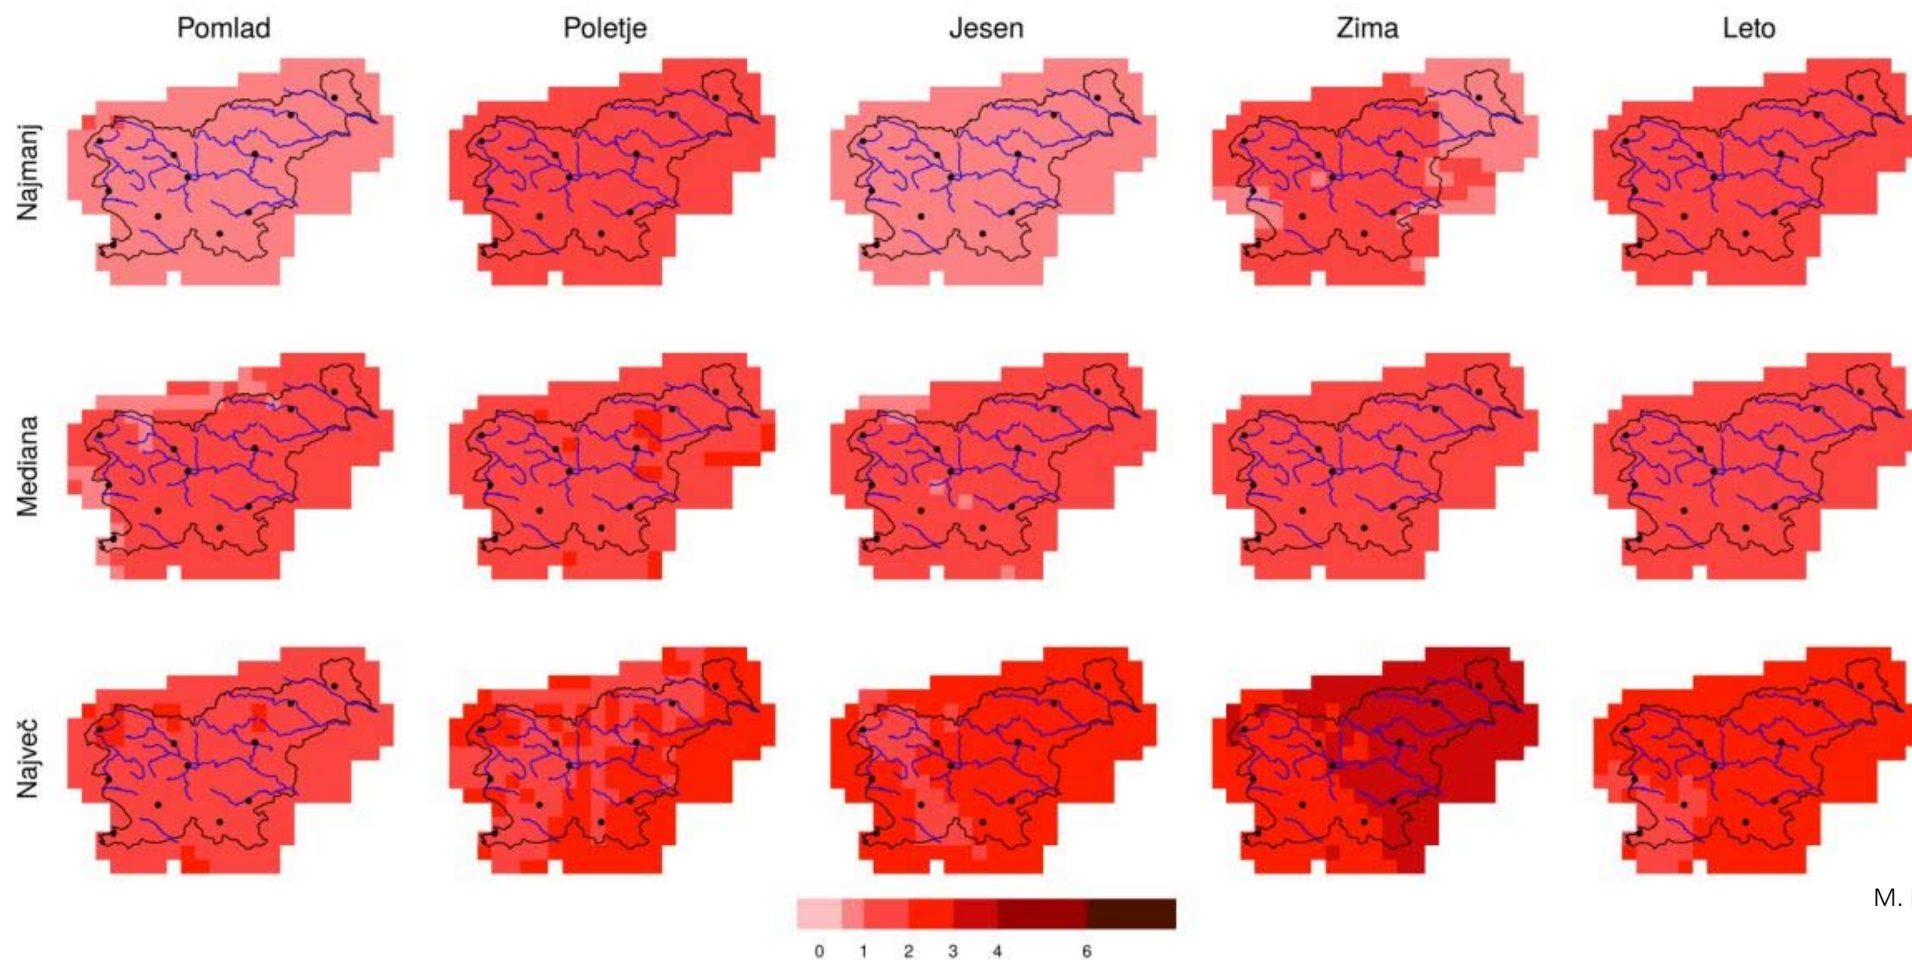 Pomlad Poletje Jesen Zima Leto
Najmanj
Mediana
Največ
0 1 2 3 4 6
M.